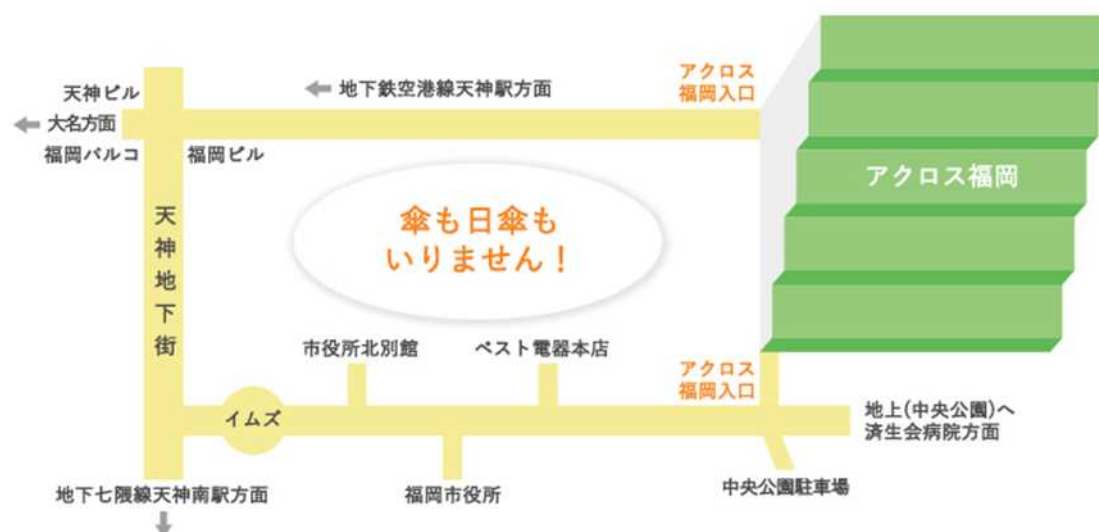 アクロス
福岡入口
地下鉄空港線天神駅方面
天神ビル
大名方面
福岡パルコ
福岡ビル
アクロス福岡
傘も日傘も
いりません！
天神地下街
市役所北別館
ベスト電器本店
アクロス
福岡入口
イムズ
地上(中央公園)へ
済生会病院方面
地下七隈線天神南駅方面
福岡市役所
中央公園駐車場